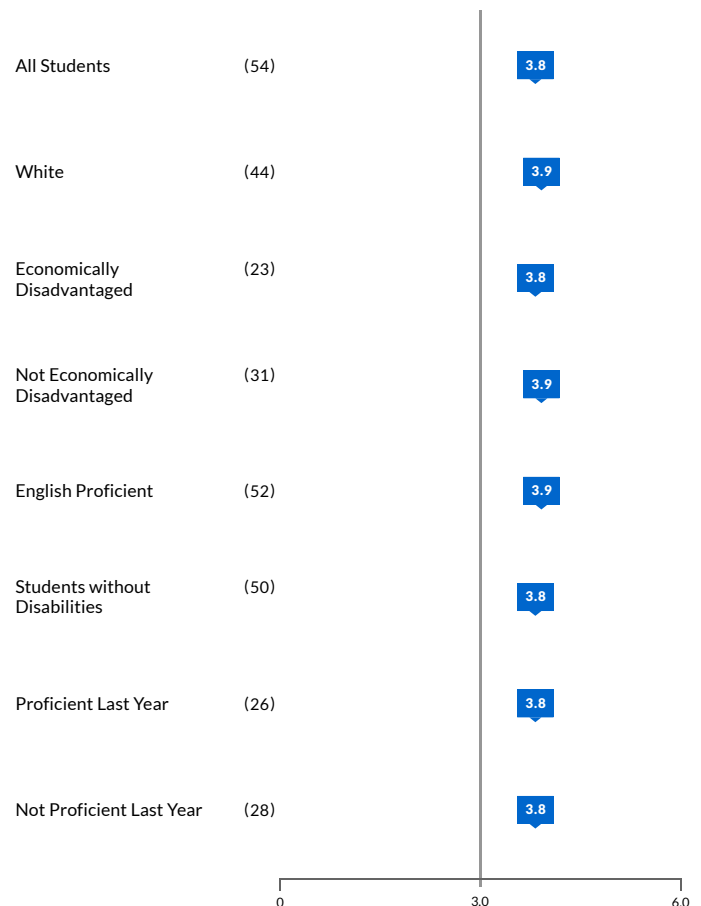 All Students (54) 3.8
White (44) 3.9
Economically (23) 3.8
Disadvantaged
Not Economically (31) 3.9
Disadvantaged
English Proficient (52) 3.9
Students without (50) 3.8
Disabilities
Proficient Last Year (26) 3.8
Not Proficient Last Year (28) 3.8
0 3.0 6.0